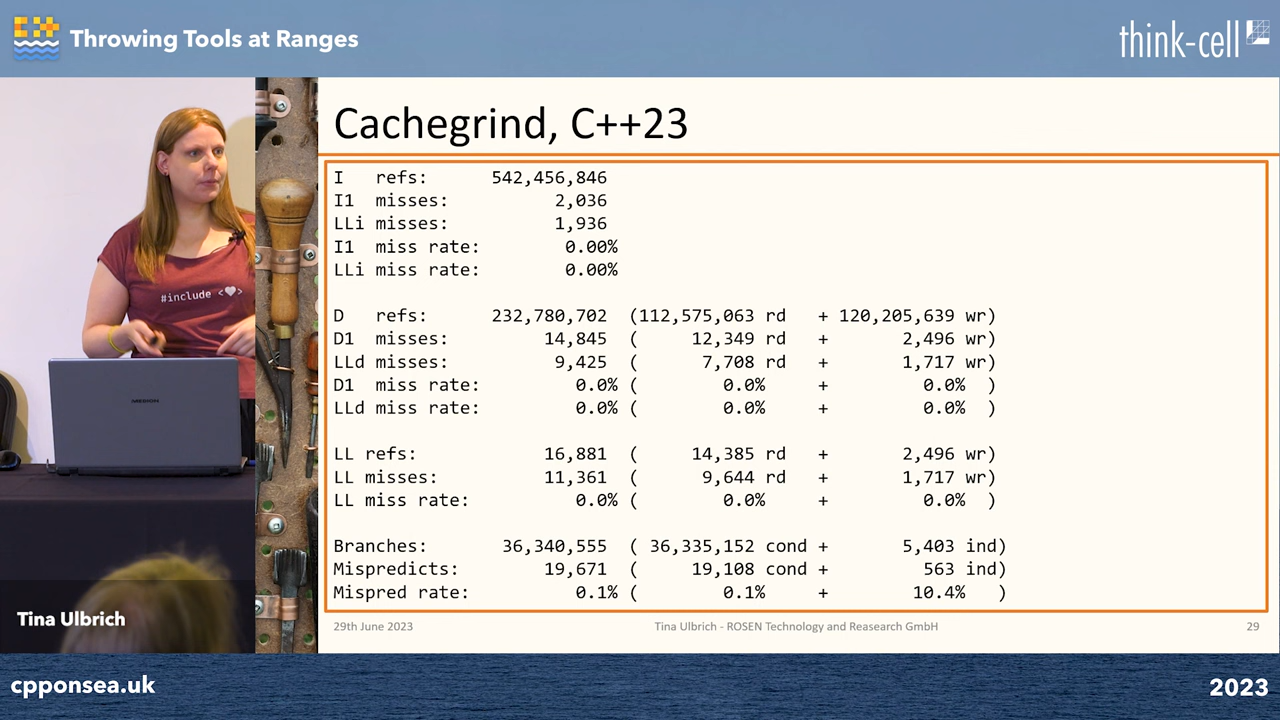 Throwing Tools at Ranges
think-cell
Cachegrind, C++23
I   refs:      542,456,846
I1  misses:          2,036
LLi misses:          1,936
I1  miss rate:        0.00%
LLi miss rate:        0.00%
D   refs:      232,780,702  (112,575,063 rd   + 120,205,639 wr)
D1  misses:         14,845  (     12,349 rd   +       2,496 wr)
LLd misses:          9,425  (      7,708 rd   +       1,717 wr)
D1  miss rate:         0.0% (        0.0%     +         0.0%  )
LLd miss rate:         0.0% (        0.0%     +         0.0%  )
LL refs:            16,881  (     14,385 rd   +       2,496 wr)
LL misses:          11,361  (      9,644 rd   +       1,717 wr)
LL miss rate:          0.0% (        0.0%     +         0.0%  )
Branches:       36,340,555  ( 36,335,152 cond +       5,403 ind)
Mispredicts:        19,671  (     19,108 cond +         563 ind)
Mispred rate:          0.1% (        0.1%     +        10.4%   )
#include <♥>
MEDION
Tina Ulbrich
29th June 2023
Tina Ulbrich - ROSEN Technology and Reasearch GmbH
29
cpponsea.uk
2023